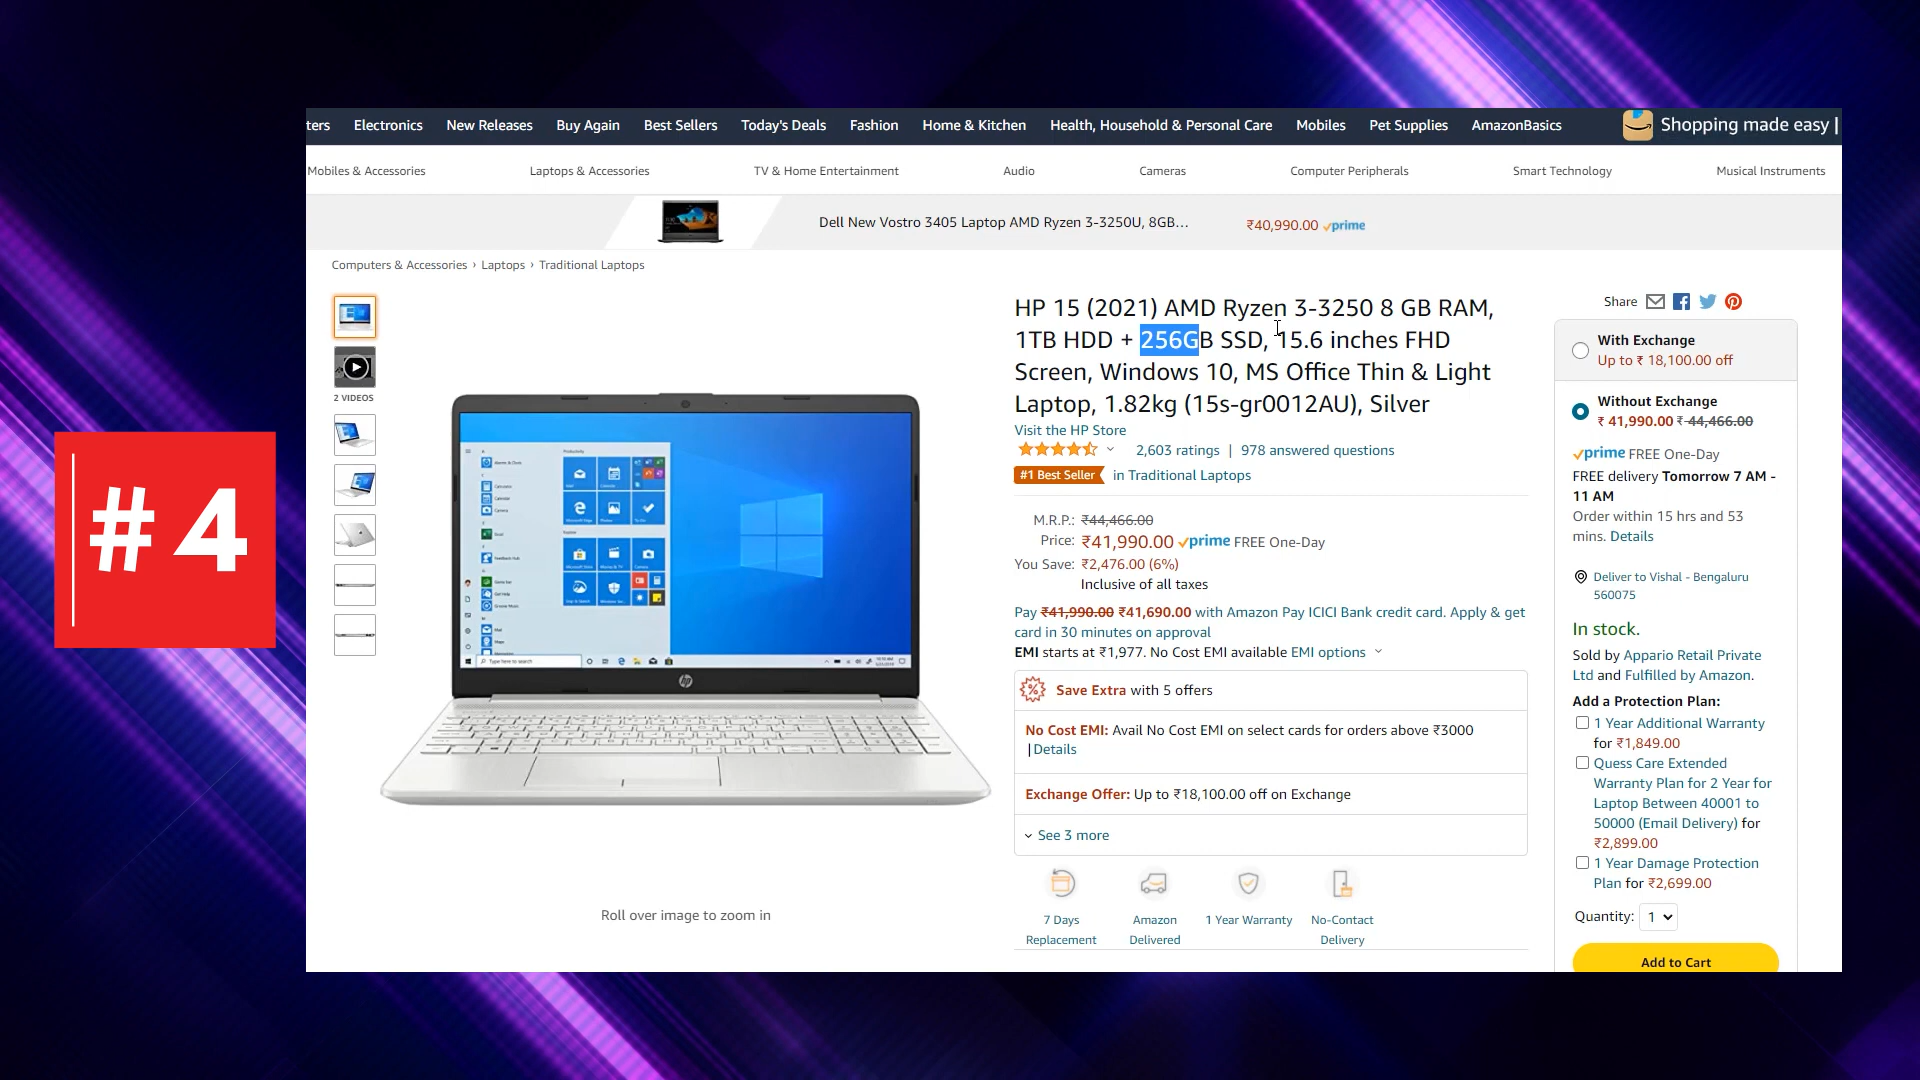 ters Electronics New Releases Buy Again Best Sellers Today's Deals Fashion Home & Kitchen Health, Household & Personal Care Mobiles Pet Supplies AmazonBasics Shopping made easy |
Mobiles & Accessories Laptops & Accessories TV & Home Entertainment Audio Cameras Computer Peripherals Smart Technology Musical Instruments
Dell New Vostro 3405 Laptop AMD Ryzen 3-3250U, 8GB... ₹40,990.00 prime
Computers & Accessories › Laptops › Traditional Laptops
# 4
2 VIDEOS
Type here to search
hp
Roll over image to zoom in
HP 15 (2021) AMD Ryzen 3-3250 8 GB RAM,
1TB HDD + 256GB SSD, 15.6 inches FHD
Screen, Windows 10, MS Office Thin & Light
Laptop, 1.82kg (15s-gr0012AU), Silver
Visit the HP Store
2,603 ratings | 978 answered questions
#1 Best Seller in Traditional Laptops
M.R.P.: ₹44,466.00
Price: ₹41,990.00 prime FREE One-Day
You Save: ₹2,476.00 (6%)
Inclusive of all taxes
Pay ₹41,990.00 ₹41,690.00 with Amazon Pay ICICI Bank credit card. Apply & get
card in 30 minutes on approval
EMI starts at ₹1,977. No Cost EMI available EMI options
Save Extra with 5 offers
No Cost EMI: Avail No Cost EMI on select cards for orders above ₹3000
|Details
Exchange Offer: Up to ₹18,100.00 off on Exchange
See 3 more
7 Days
Replacement
Amazon
Delivered
1 Year Warranty
No-Contact
Delivery
Share
With Exchange
Up to ₹ 18,100.00 off
Without Exchange
₹ 41,990.00 ₹ 44,466.00
prime FREE One-Day
FREE delivery Tomorrow 7 AM -
11 AM
Order within 15 hrs and 53
mins. Details
Deliver to Vishal - Bengaluru
560075
In stock.
Sold by Appario Retail Private
Ltd and Fulfilled by Amazon.
Add a Protection Plan:
1 Year Additional Warranty
for ₹1,849.00
Quess Care Extended
Warranty Plan for 2 Year for
Laptop Between 40001 to
50000 (Email Delivery) for
₹2,899.00
1 Year Damage Protection
Plan for ₹2,699.00
Quantity: 1
Add to Cart